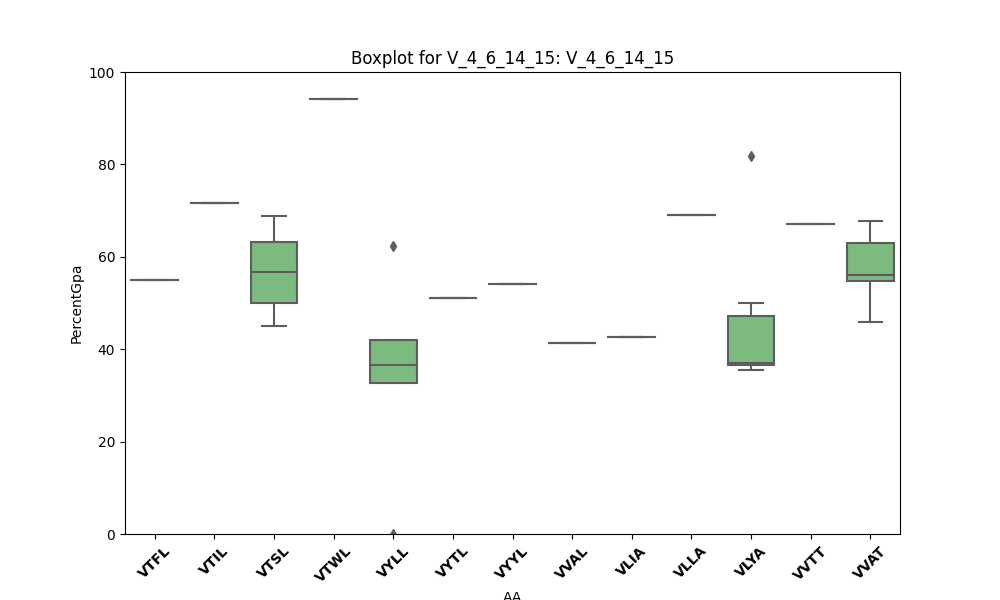 Boxplot for V_4_6_14_15: V_4_6_14_15
100
80
60
40
20
0
PercentGpa
VTFL
VTIL
VTSL
VTWL
VYLL
VYTL
VYYL
VVAL
VLIA
VLLA
VLYA
VVTT
VVAT
AA